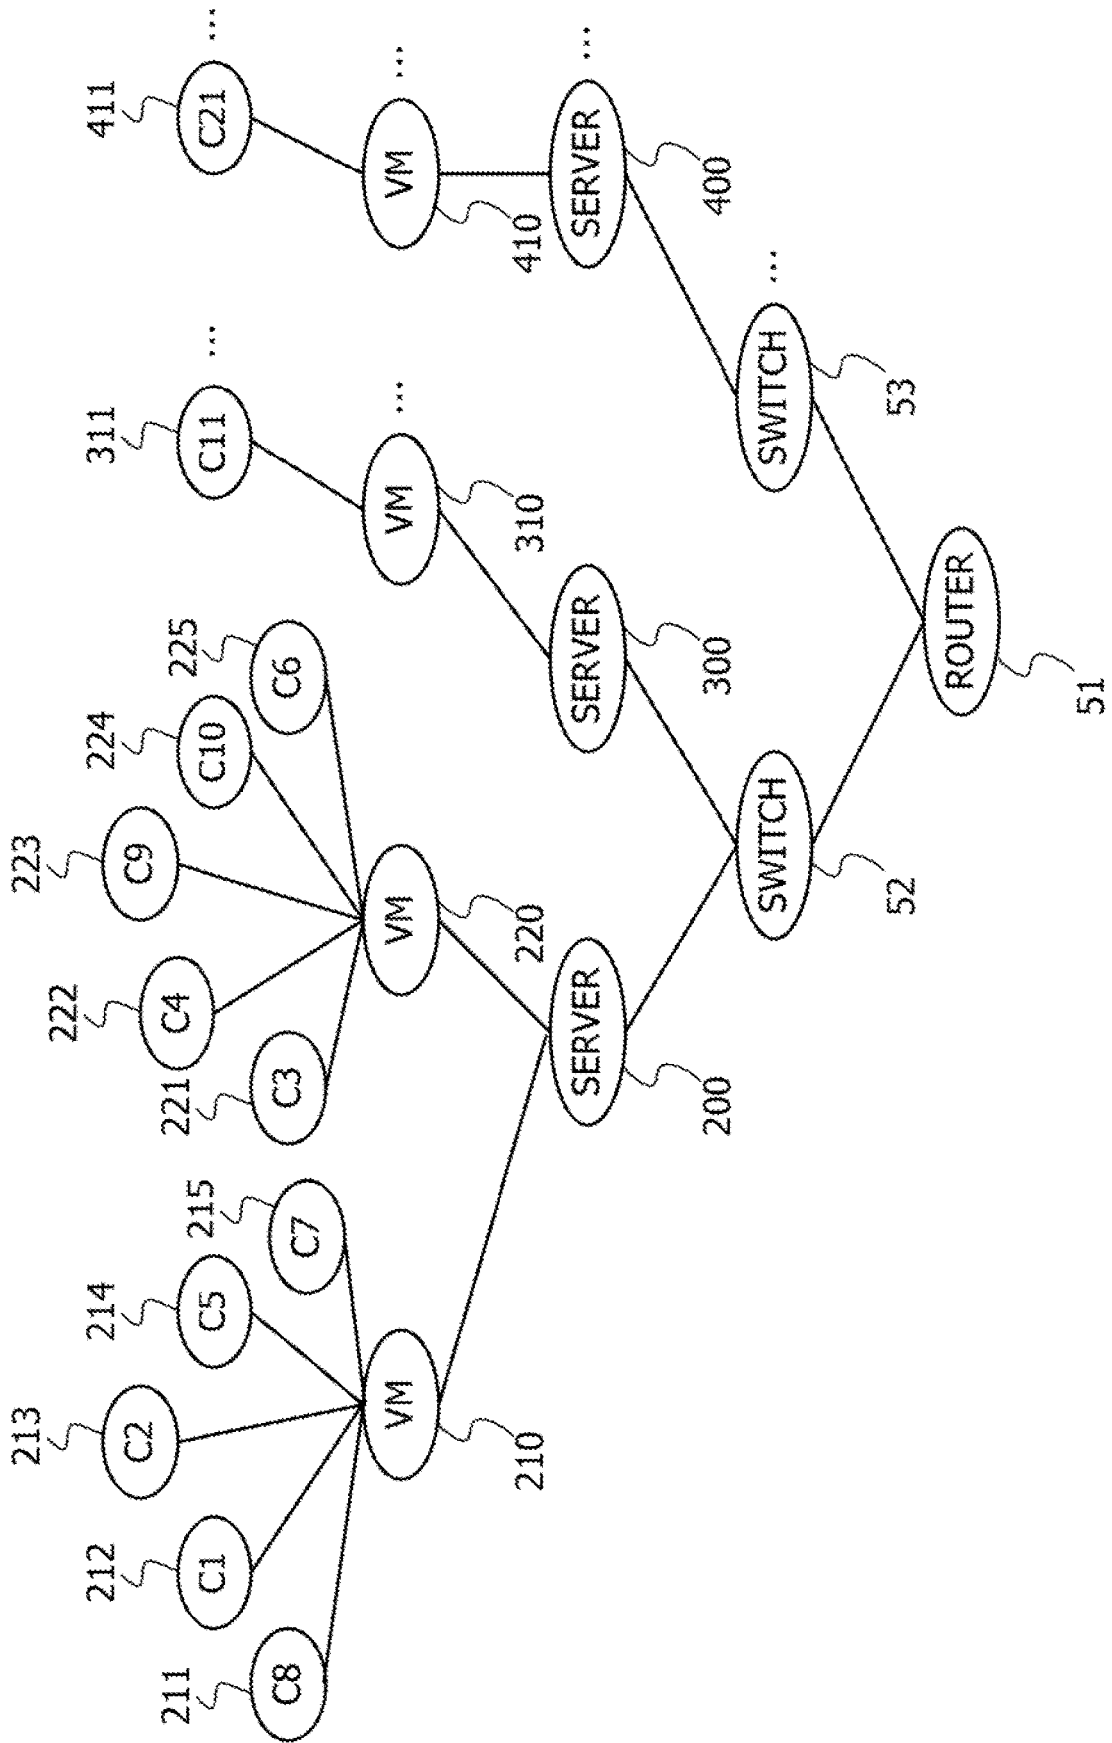 213 223
C2 C9
212 214 222 224 311 ... 411 ...
C1 C5 C4 C10 C11 C21
211 215 221 225
C8 C7 C3 C6
VM VM VM ... VM ...
210 220 310 410
SERVER SERVER SERVER ...
200 300 400
SWITCH SWITCH ...
52 53
ROUTER
51